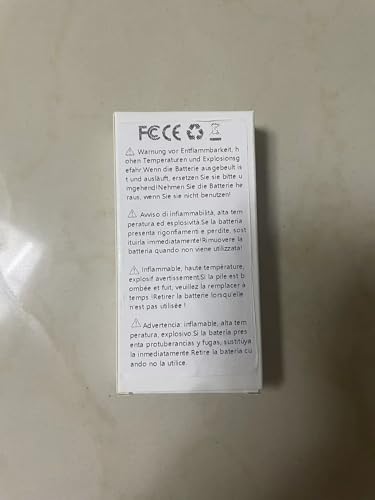 FC CE
Warnung vor Entflammbarkeit, h
ohen Temperaturen und Explosionsg
efahr.Wenn die Batterie ausgebeult i
st und ausläuft, ersetzen Sie sie bitte u
mgehend!Nehmen Sie die Batterie he
raus, wenn Sie sie nicht benutzen!
Avviso di infiammabilità, alta tem
peratura ed esplosività.Se la batteria
presenta rigonfiamenti e perdite, sost
ituirla immediatamente!Rimuovere la
batteria quando non viene utilizzata!
Inflammable, haute température,
explosif avertissement.Si la pile est b
ombée et fuit, veuillez la remplacer à
temps !Retirer la batterie lorsqu'elle
n'est pas utilisée !
Advertencia: inflamable, alta tem
peratura, explosivo.Si la batería pres
enta protuberancias y fugas, sustituya
la inmediatamente.Retire la batería cu
ando no la utilice.